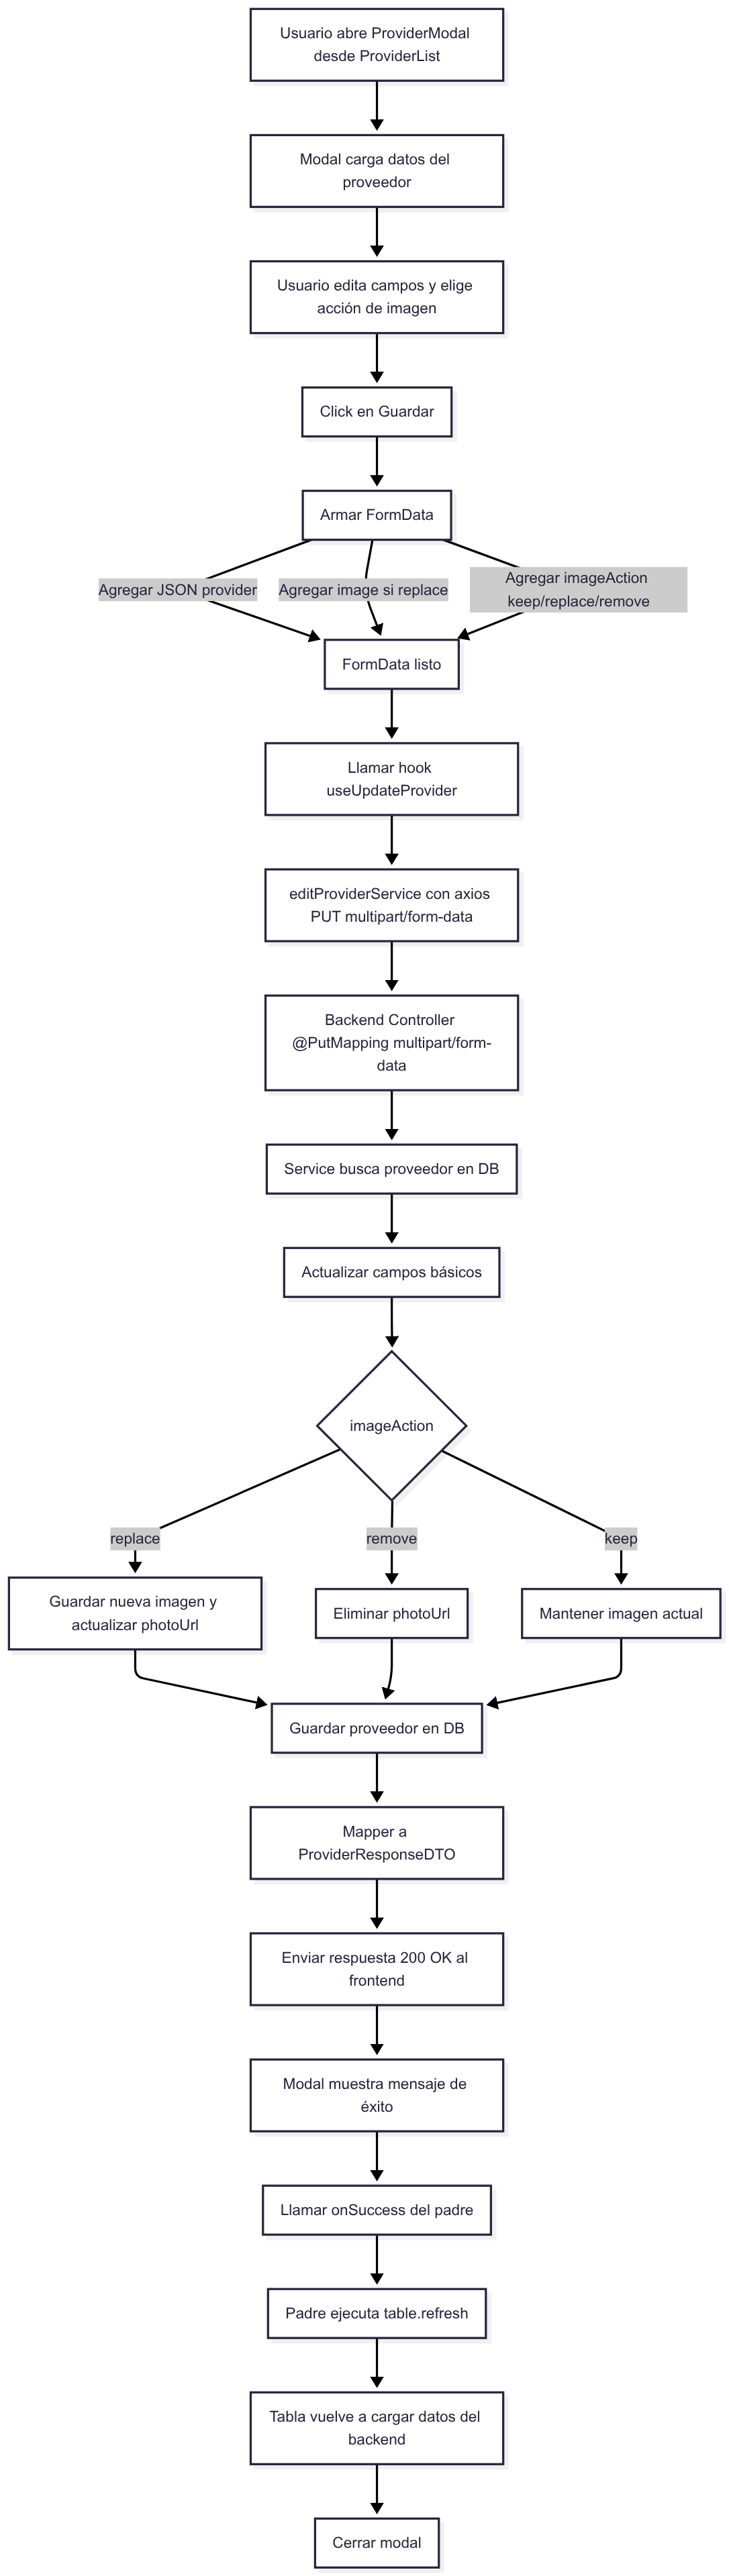 Usuario abre ProviderModal
desde ProviderList
Modal carga datos del
proveedor
Usuario edita campos y elige
acción de imagen
Click en Guardar
Armar FormData
Agregar JSON provider
Agregar image si replace
Agregar imageAction
keep/replace/remove
FormData listo
Llamar hook
useUpdateProvider
editProviderService con axios
PUT multipart/form-data
Backend Controller
@PutMapping multipart/form-
data
Service busca proveedor en DB
Actualizar campos básicos
imageAction
replace
remove
keep
Guardar nueva imagen y
actualizar photoUrl
Eliminar photoUrl
Mantener imagen actual
Guardar proveedor en DB
Mapper a
ProviderResponseDTO
Enviar respuesta 200 OK al
frontend
Modal muestra mensaje de
éxito
Llamar onSuccess del padre
Padre ejecuta table.refresh
Tabla vuelve a cargar datos del
backend
Cerrar modal